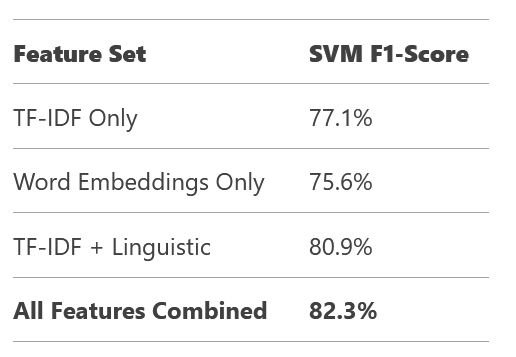 Feature Set SVM F1-Score
TF-IDF Only 77.1%
Word Embeddings Only 75.6%
TF-IDF + Linguistic 80.9%
All Features Combined 82.3%